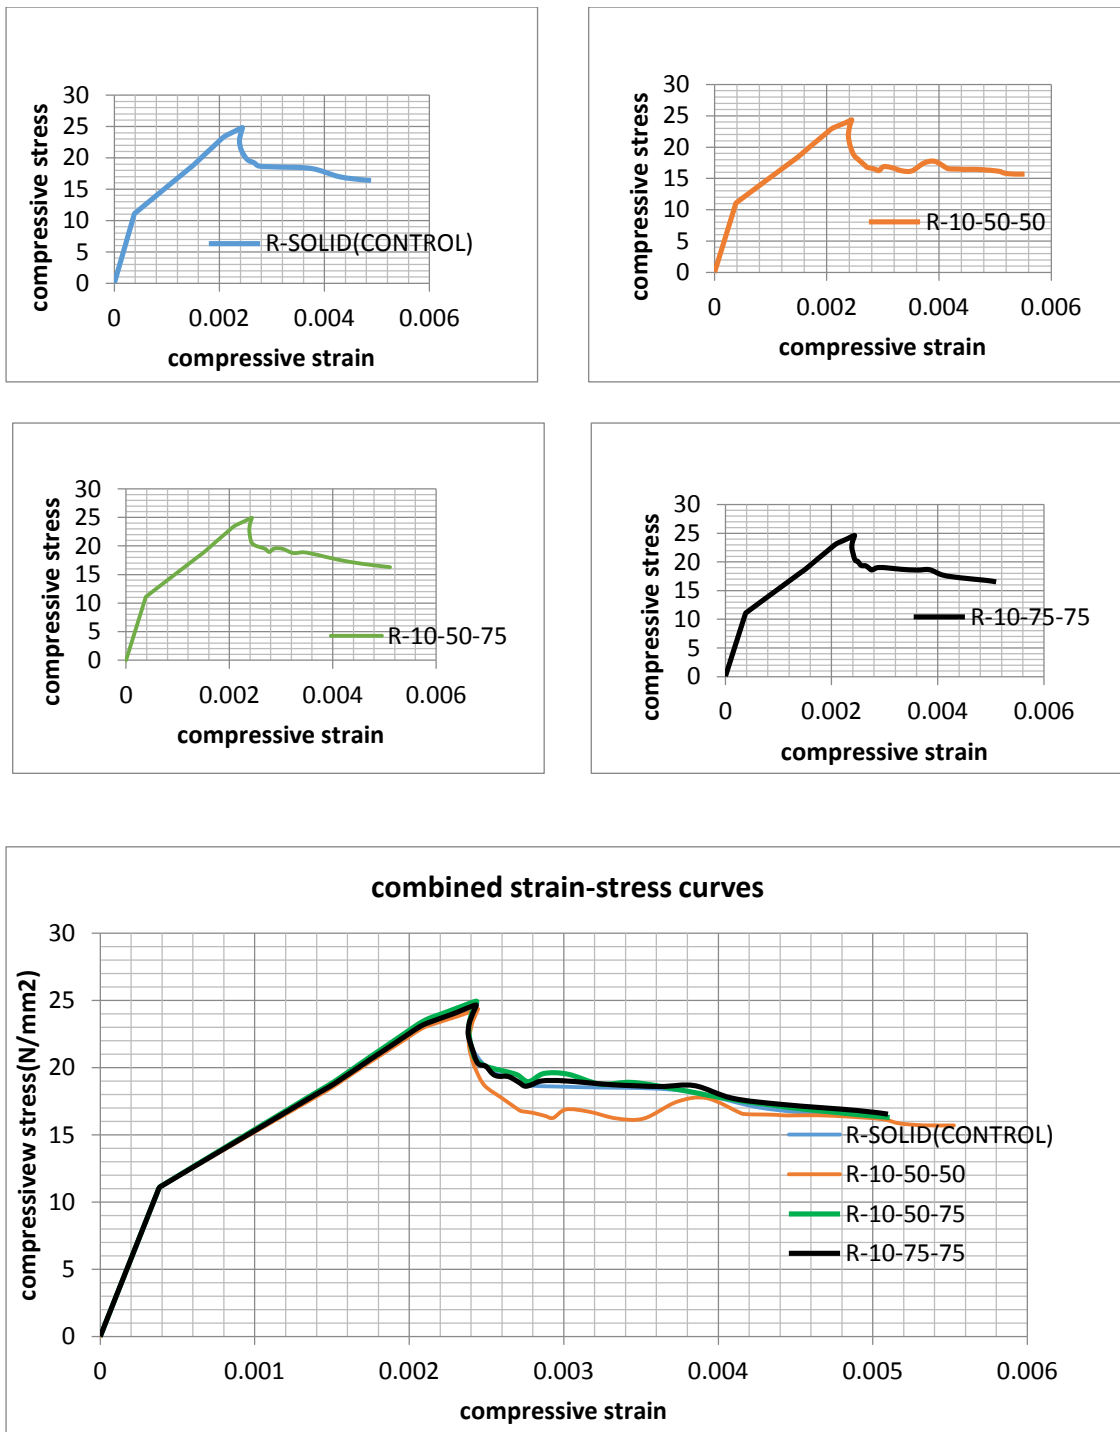 compressive stress
30
25
20
15
10
5
0
R-SOLID(CONTROL)
0 0.002 0.004 0.006
compressive strain
compressive stress
30
25
20
15
10
5
0
R-10-50-50
0 0.002 0.004 0.006
compressive strain
compressive stress
30
25
20
15
10
5
0
R-10-50-75
0 0.002 0.004 0.006
compressive strain
compressive stress
30
25
20
15
10
5
0
R-10-75-75
0 0.002 0.004 0.006
compressive strain
combined strain-stress curves
compressivew stress(N/mm2)
30
25
20
15
10
5
0
R-SOLID(CONTROL)
R-10-50-50
R-10-50-75
R-10-75-75
0 0.001 0.002 0.003 0.004 0.005 0.006
compressive strain